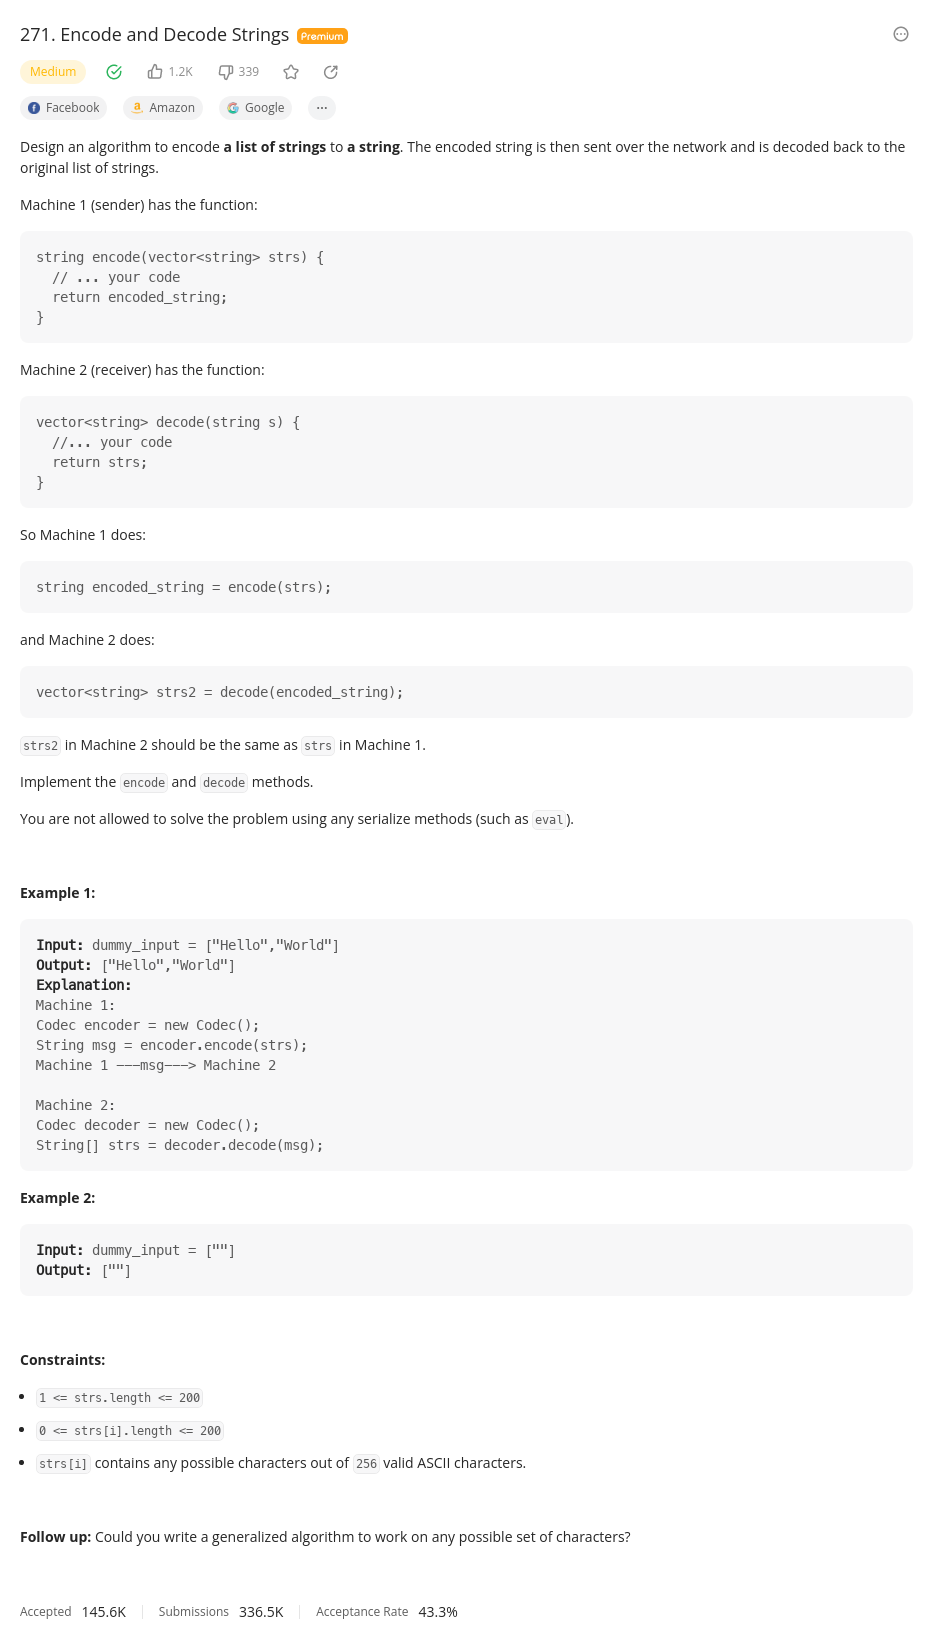 271. Encode and Decode Strings Premium
Medium 1.2K 339
Facebook Amazon Google ...
Design an algorithm to encode a list of strings to a string. The encoded string is then sent over the network and is decoded back to the
original list of strings.
Machine 1 (sender) has the function:
string encode(vector<string> strs) {
  // ... your code
  return encoded_string;
}
Machine 2 (receiver) has the function:
vector<string> decode(string s) {
  //... your code
  return strs;
}
So Machine 1 does:
string encoded_string = encode(strs);
and Machine 2 does:
vector<string> strs2 = decode(encoded_string);
strs2 in Machine 2 should be the same as strs in Machine 1.
Implement the encode and decode methods.
You are not allowed to solve the problem using any serialize methods (such as eval).
Example 1:
Input: dummy_input = ["Hello","World"]
Output: ["Hello","World"]
Explanation:
Machine 1:
Codec encoder = new Codec();
String msg = encoder.encode(strs);
Machine 1 ---msg---> Machine 2
Machine 2:
Codec decoder = new Codec();
String[] strs = decoder.decode(msg);
Example 2:
Input: dummy_input = [""]
Output: [""]
Constraints:
• 1 <= strs.length <= 200
• 0 <= strs[i].length <= 200
• strs[i] contains any possible characters out of 256 valid ASCII characters.
Follow up: Could you write a generalized algorithm to work on any possible set of characters?
Accepted 145.6K Submissions 336.5K Acceptance Rate 43.3%